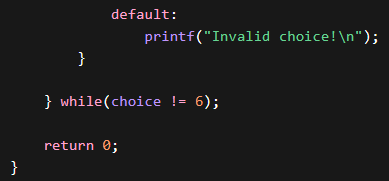 default:
printf("Invalid choice!\n");
}
} while(choice != 6);
return 0;
}